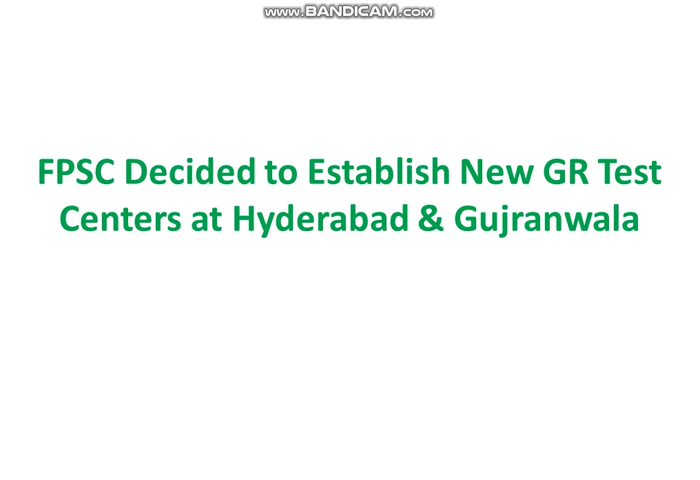 www.BANDICAM.com
FPSC Decided to Establish New GR Test
Centers at Hyderabad & Gujranwala